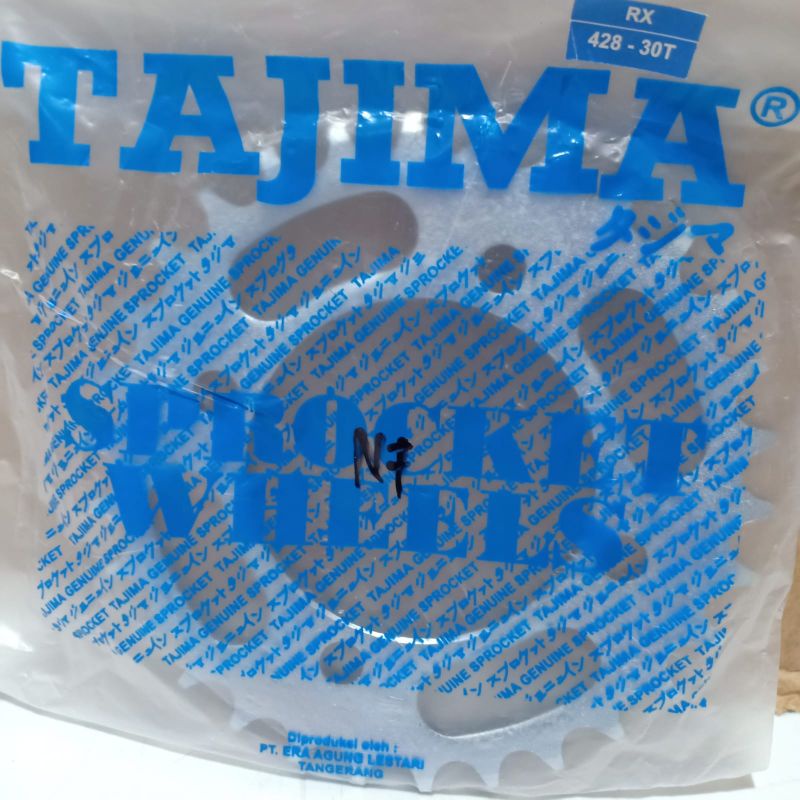 RX
428 - 30T
TAJIMA®
タジマ
TAJIMA GENUINE SPROCKET
SPROCKET
WHEELS
N7
Diproduksi oleh :
PT. ERA AGUNG LESTARI
TANGERANG